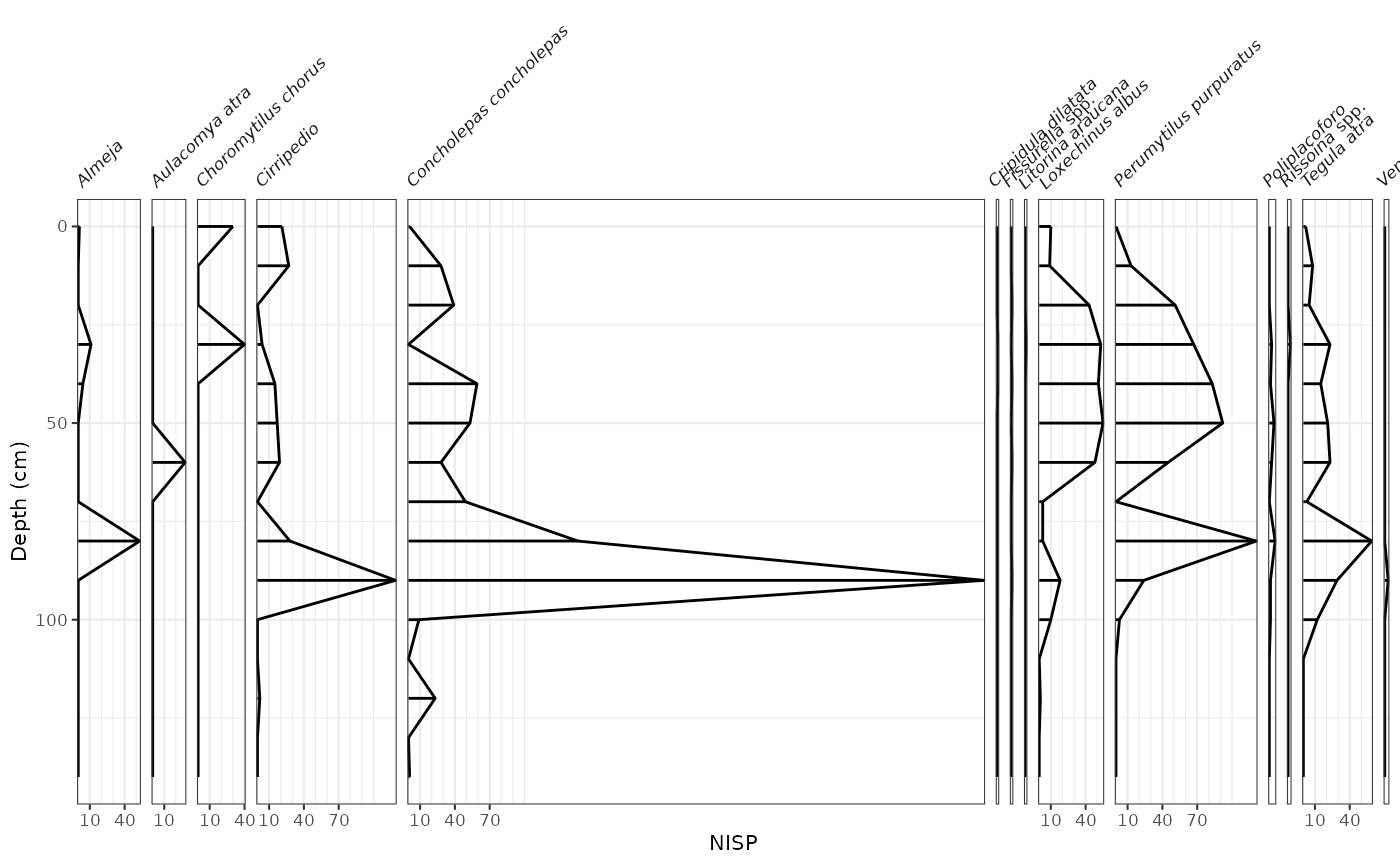 Almeja
Aulacomya atra
Choromytilus chorus
Cirripedio
Concholepas concholepas
Cripidula dilatata
Fissurella spp.
Litorina araucana
Loxechinus albus
Perumytilus purpuratus
Poliplacoforo
Rissoina spp.
Tegula atra
Ven
0
50
100
Depth (cm)
10 40 10 10 40 10 40 70 10 40 70 10 40 10 40 70 10 40
NISP